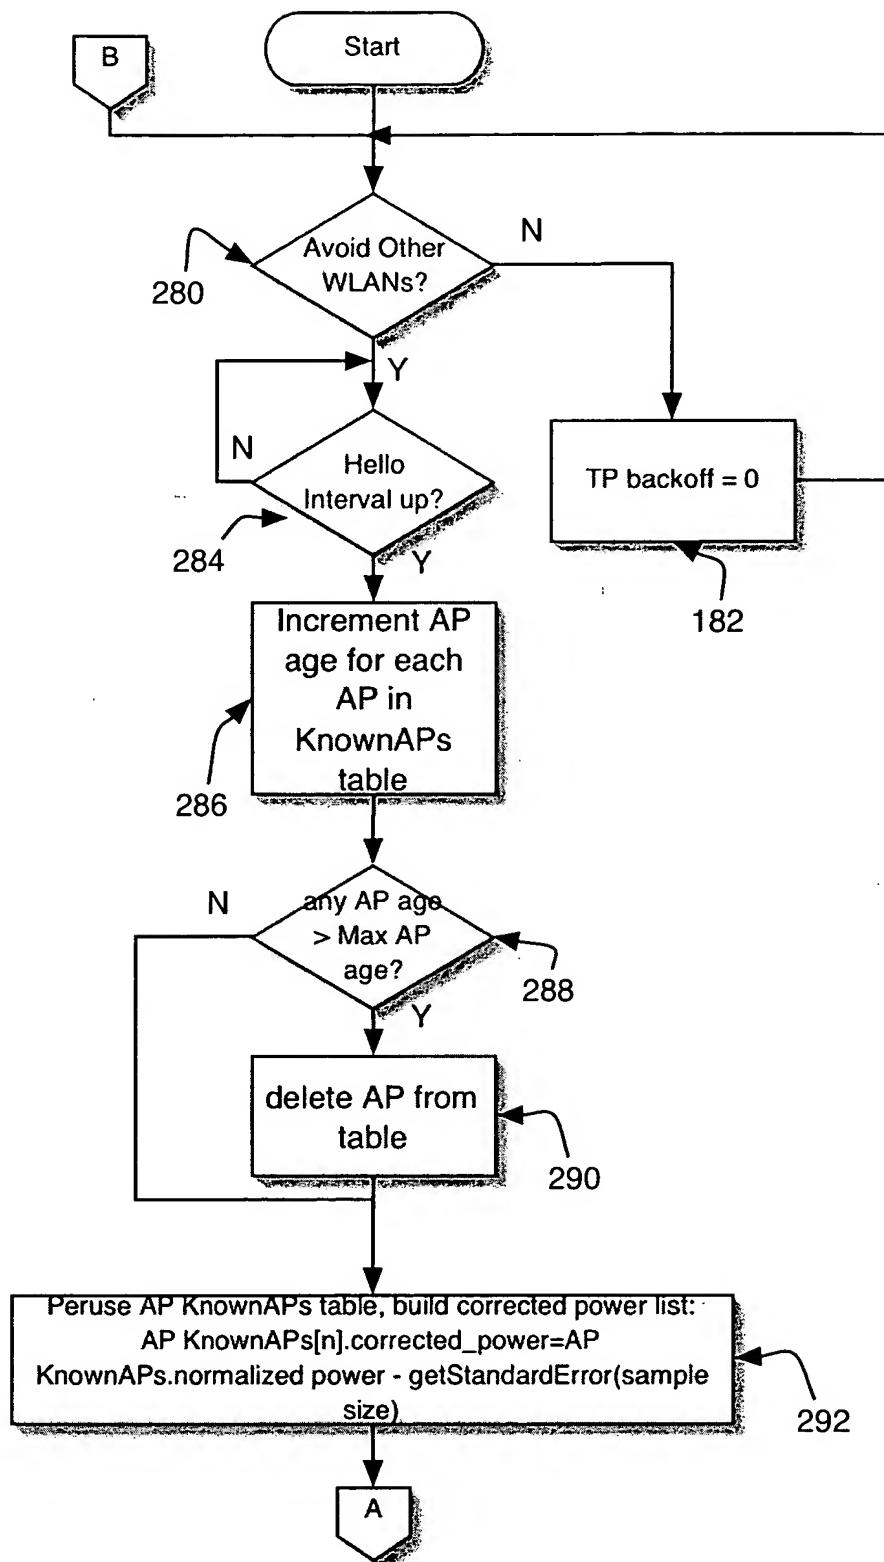 B
Start
Avoid Other
WLANs?
N
280
Y
N
Hello
Interval up?
TP backoff = 0
284
Y
182
Increment AP
age for each
AP in
KnownAPs
table
286
N
any AP age
> Max AP
age?
288
Y
delete AP from
table
290
Peruse AP KnownAPs table, build corrected power list:
AP KnownAPs[n].corrected_power=AP
KnownAPs.normalized power - getStandardError(sample
size)
292
A